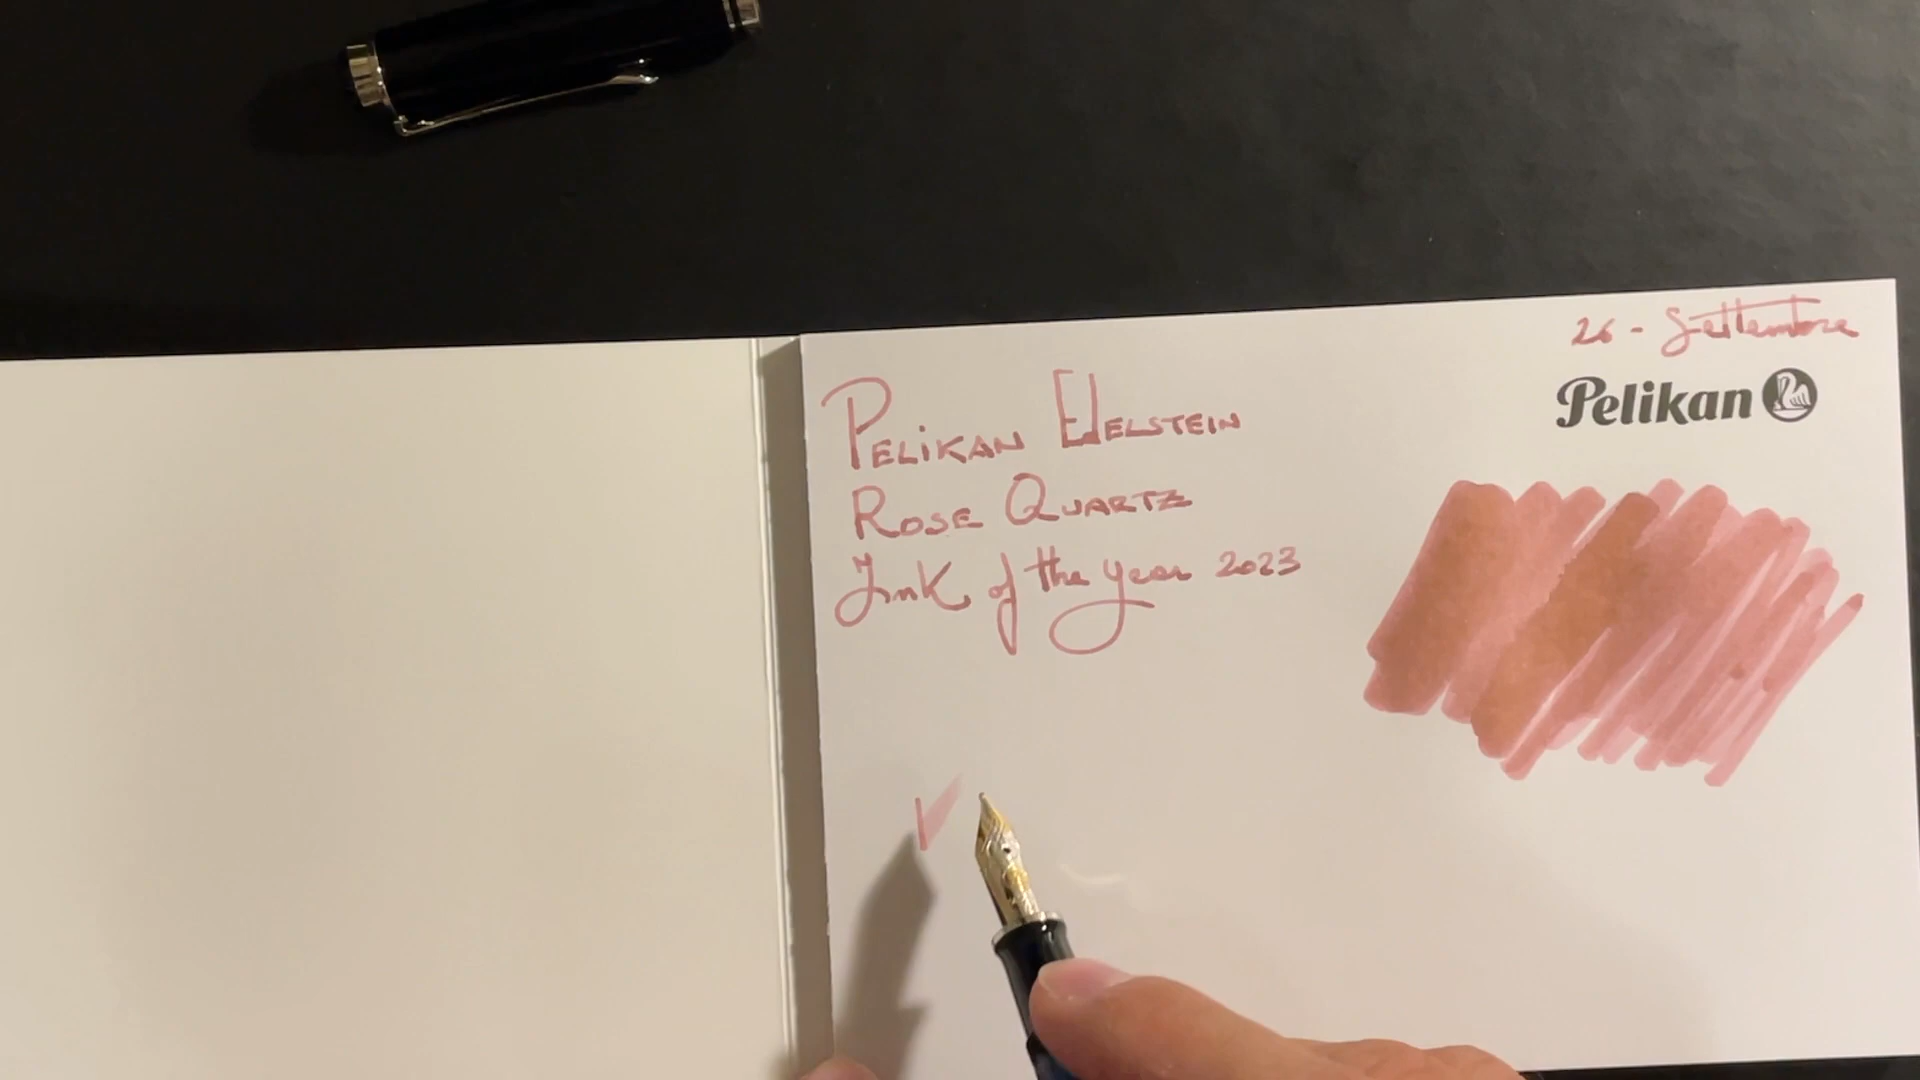 26 - Settembre
Pelikan
PELiKAN EdELSTEIN
ROSE QUARTZ
Ink of the year 2023